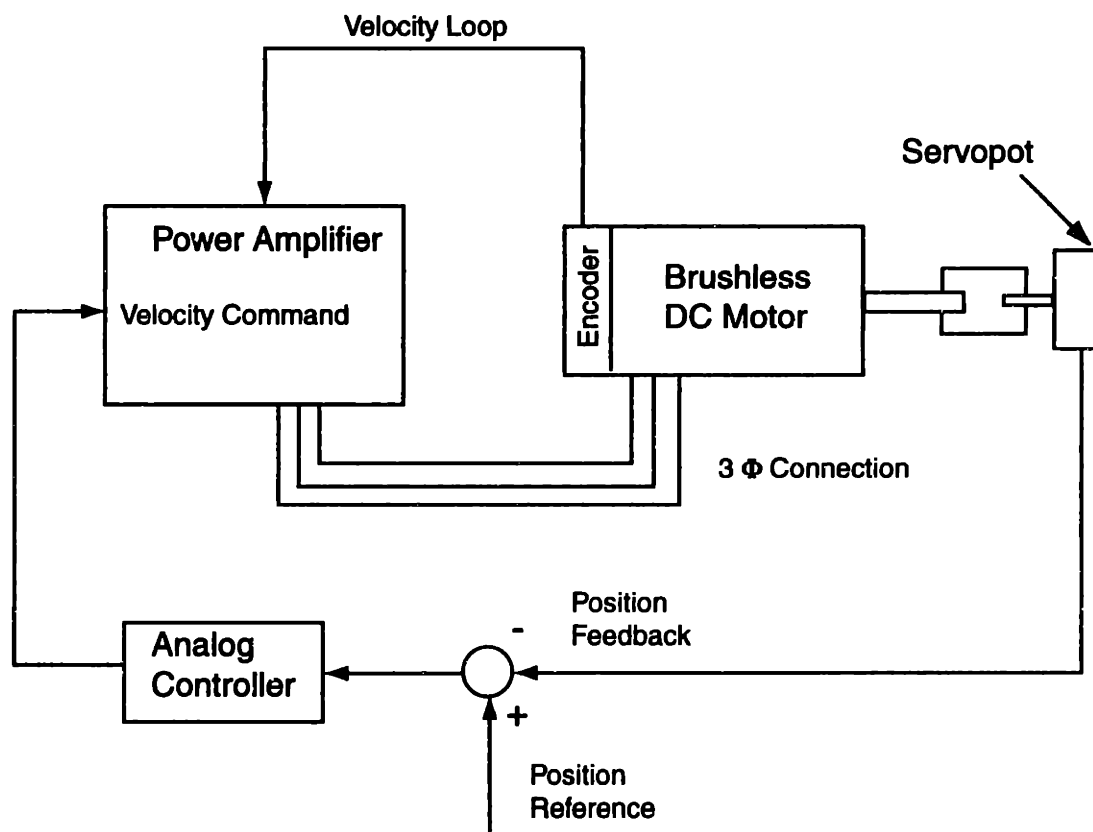 Velocity Loop
Servopot
Power Amplifier
Velocity Command
Encoder
Brushless
DC Motor
3 Φ Connection
Position
Feedback
-
Analog
Controller
+
Position
Reference